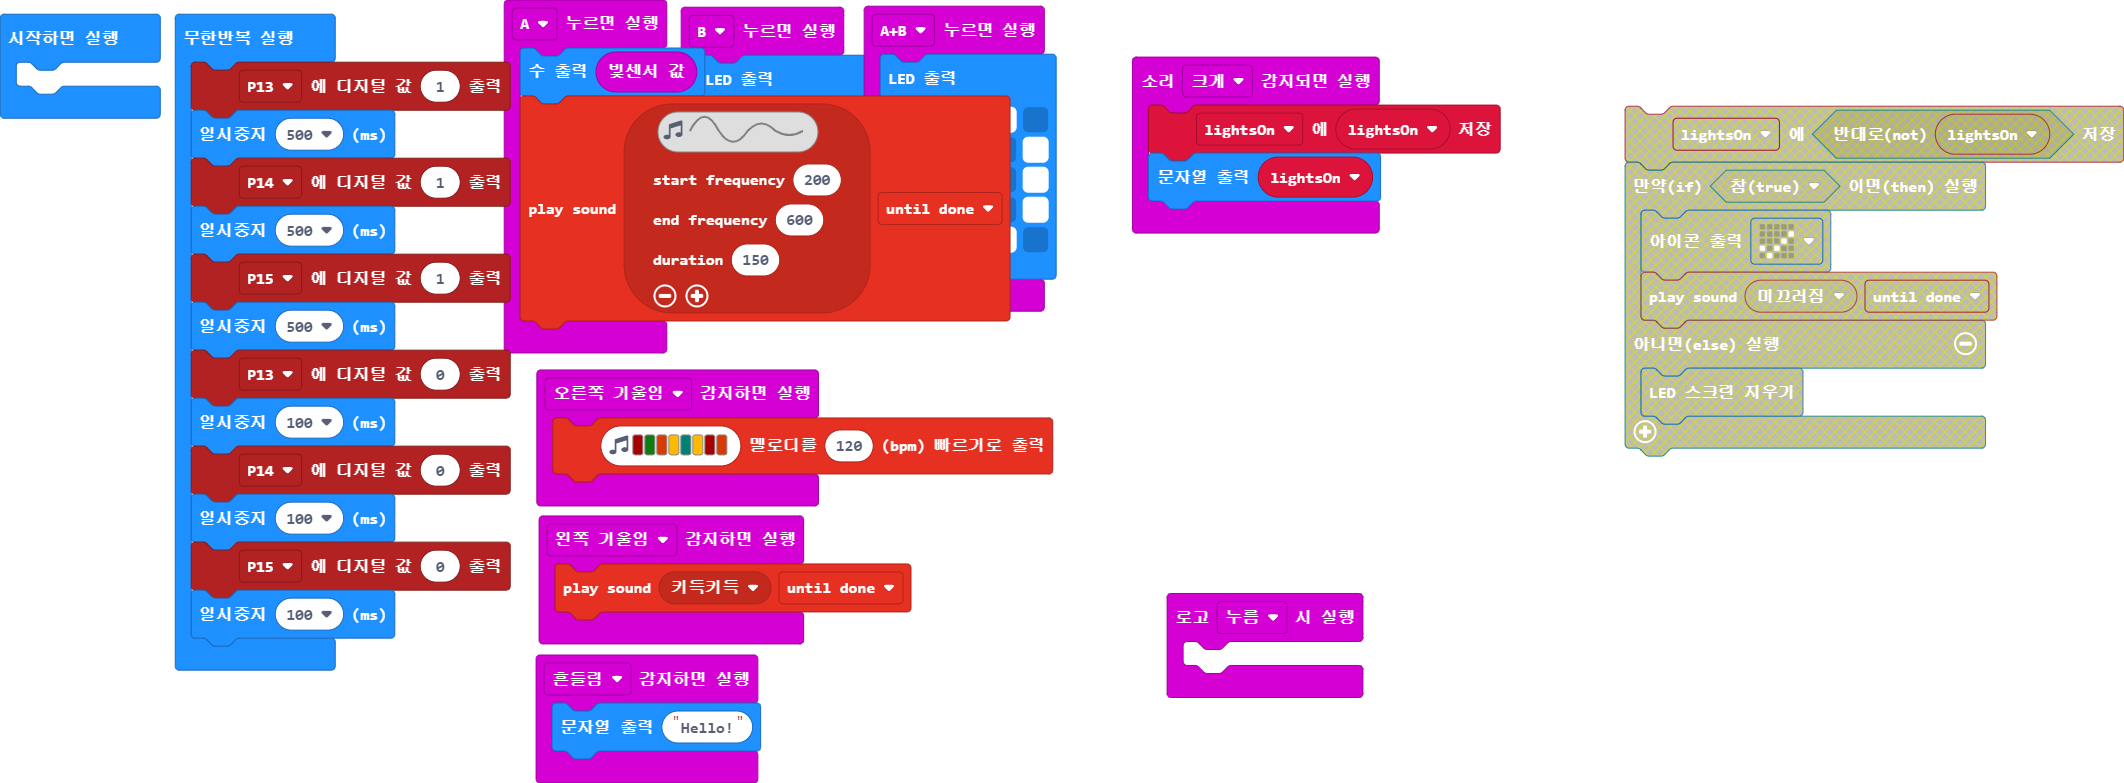 시작하면 실행
무한반복 실행
P13 에 디지털 값 1 출력
일시중지 500 (ms)
P14 에 디지털 값 1 출력
일시중지 500 (ms)
P15 에 디지털 값 1 출력
일시중지 500 (ms)
P13 에 디지털 값 0 출력
일시중지 100 (ms)
P14 에 디지털 값 0 출력
일시중지 100 (ms)
P15 에 디지털 값 0 출력
일시중지 100 (ms)
A 누르면 실행
수 출력 빛센서 값
play sound
start frequency 200
end frequency 600
duration 150
until done
B 누르면 실행
LED 출력
A+B 누르면 실행
LED 출력
오른쪽 기울임 감지하면 실행
멜로디를 120 (bpm) 빠르기로 출력
왼쪽 기울임 감지하면 실행
play sound 키득키득 until done
흔들림 감지하면 실행
문자열 출력 "Hello!"
소리 크게 감지되면 실행
lightsOn 에 lightsOn 저장
문자열 출력 lightsOn
로고 누름 시 실행
lightsOn 에 반대로(not) lightsOn 저장
만약(if) 참(true) 이면(then) 실행
아이콘 출력
play sound 미끄러짐 until done
아니면(else) 실행
LED 스크린 지우기